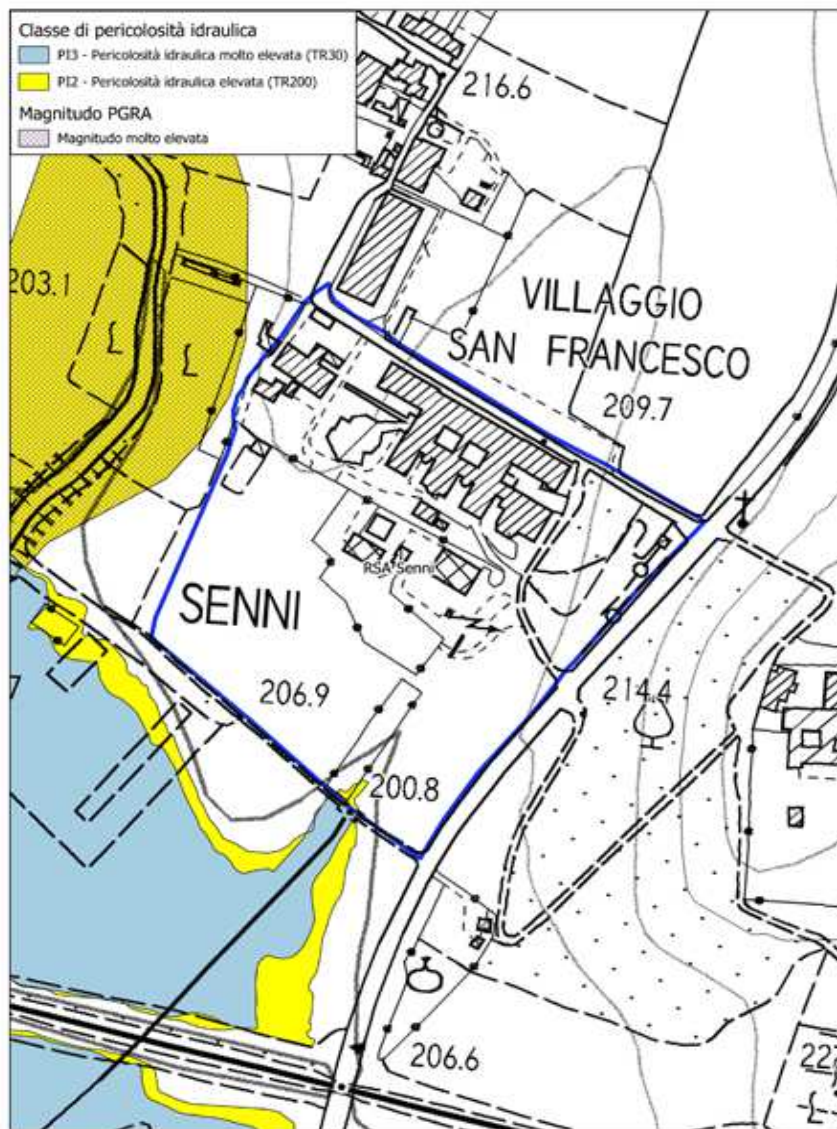 Classe di pericolosità idraulica
PI3 - Pericolosità idraulica molto elevata (TR30)
PI2 - Pericolosità idraulica elevata (TR200)
Magnitudo PGRA
Magnitudo molto elevata
216.6
203.1
VILLAGGIO
SAN FRANCESCO
209.7
RSA Senni
SENNI
206.9
214.4
200.8
206.6